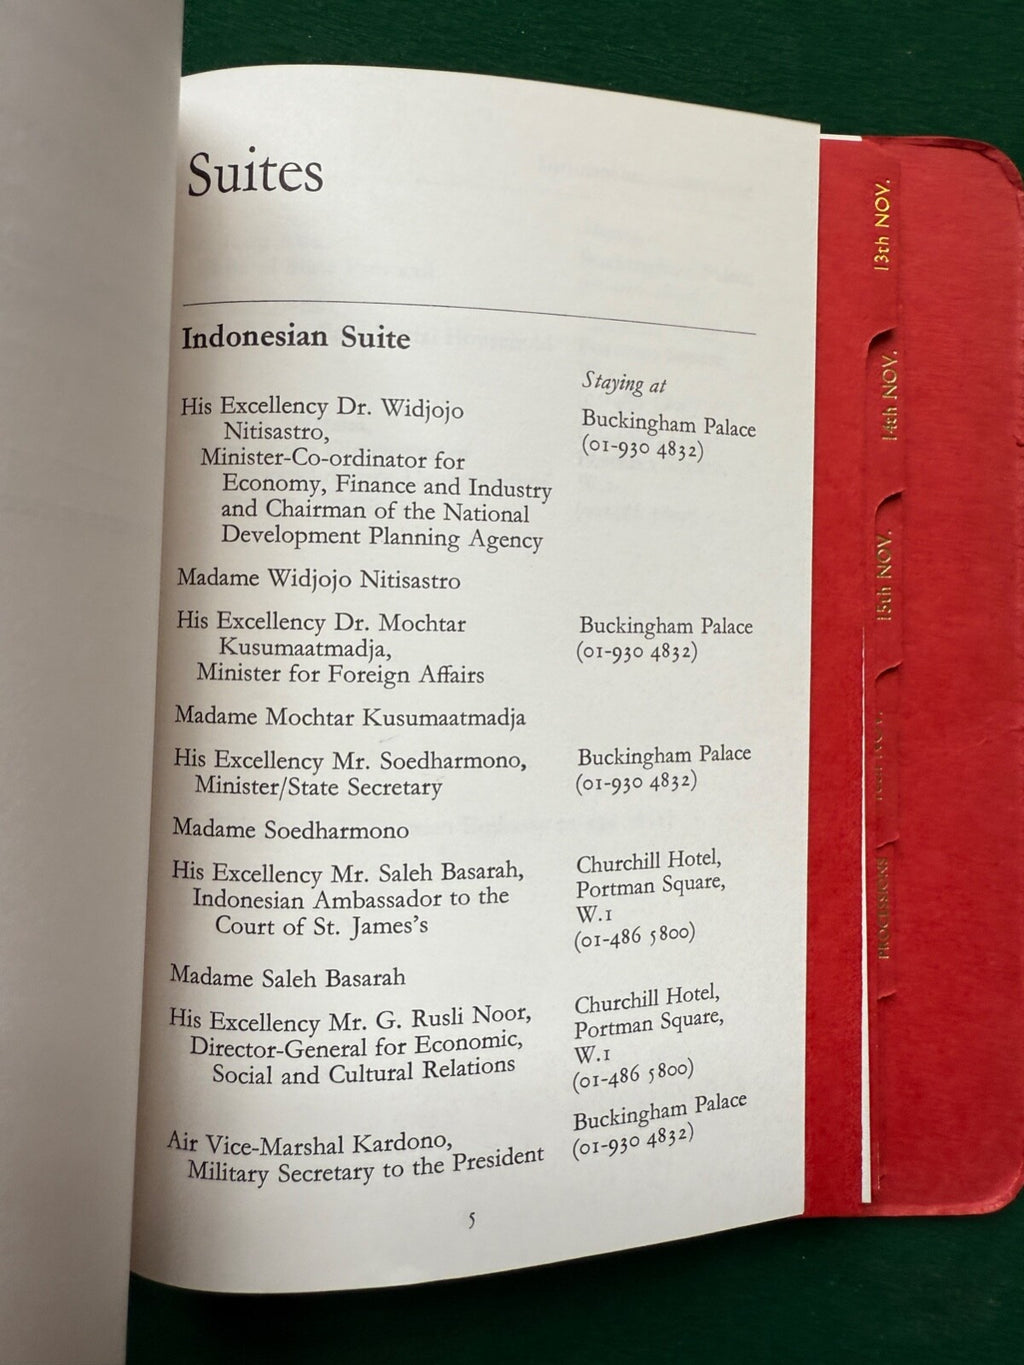 Suites
Indonesian Suite
Staying at
His Excellency Dr. Widjojo
Nitisastro,
Minister-Co-ordinator for
Economy, Finance and Industry
and Chairman of the National
Development Planning Agency
Buckingham Palace
(01-930 4832)
Madame Widjojo Nitisastro
His Excellency Dr. Mochtar
Kusumaatmadja,
Minister for Foreign Affairs
Buckingham Palace
(01-930 4832)
Madame Mochtar Kusumaatmadja
His Excellency Mr. Soedharmono,
Minister/State Secretary
Buckingham Palace
(01-930 4832)
Madame Soedharmono
His Excellency Mr. Saleh Basarah,
Indonesian Ambassador to the
Court of St. James's
Churchill Hotel,
Portman Square,
W.1
(01-486 5800)
Madame Saleh Basarah
His Excellency Mr. G. Rusli Noor,
Director-General for Economic,
Social and Cultural Relations
Churchill Hotel,
Portman Square,
W.1
(01-486 5800)
Air Vice-Marshal Kardono,
Military Secretary to the President
Buckingham Palace
(01-930 4832)
5
13th NOV.
14th NOV.
15th NOV.
PROCESSIONS